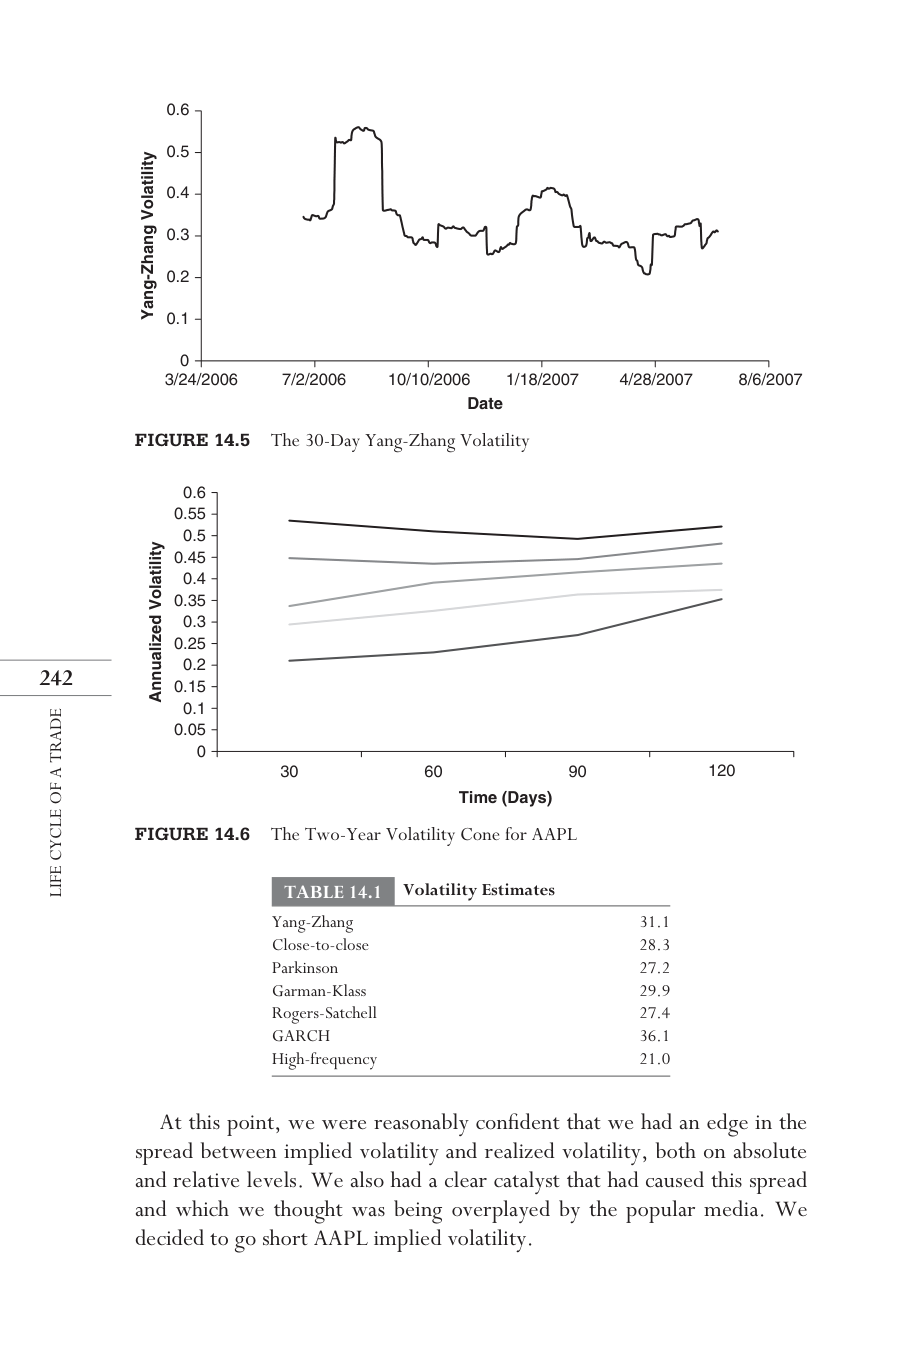 0.6
0.5
0.4
0.3
0.2
0.1
0
Yang-Zhang Volatility
3/24/2006 7/2/2006 10/10/2006 1/18/2007 4/28/2007 8/6/2007
Date
FIGURE 14.5 The 30-Day Yang-Zhang Volatility
0.6
0.55
0.5
0.45
0.4
0.35
0.3
0.25
0.2
0.15
0.1
0.05
0
Annualized Volatility
30 60 90 120
Time (Days)
FIGURE 14.6 The Two-Year Volatility Cone for AAPL
242
LIFE CYCLE OF A TRADE
TABLE 14.1 Volatility Estimates
Yang-Zhang 31.1
Close-to-close 28.3
Parkinson 27.2
Garman-Klass 29.9
Rogers-Satchell 27.4
GARCH 36.1
High-frequency 21.0
At this point, we were reasonably confident that we had an edge in the
spread between implied volatility and realized volatility, both on absolute
and relative levels. We also had a clear catalyst that had caused this spread
and which we thought was being overplayed by the popular media. We
decided to go short AAPL implied volatility.